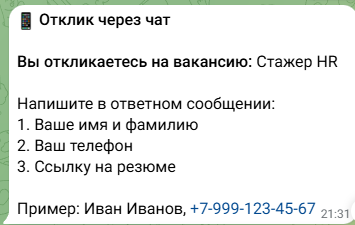 📱 Отклик через чат
Вы откликаетесь на вакансию: Стажер HR
Напишите в ответном сообщении:
1. Ваше имя и фамилию
2. Ваш телефон
3. Ссылку на резюме
Пример: Иван Иванов, +7-999-123-45-67
21:31